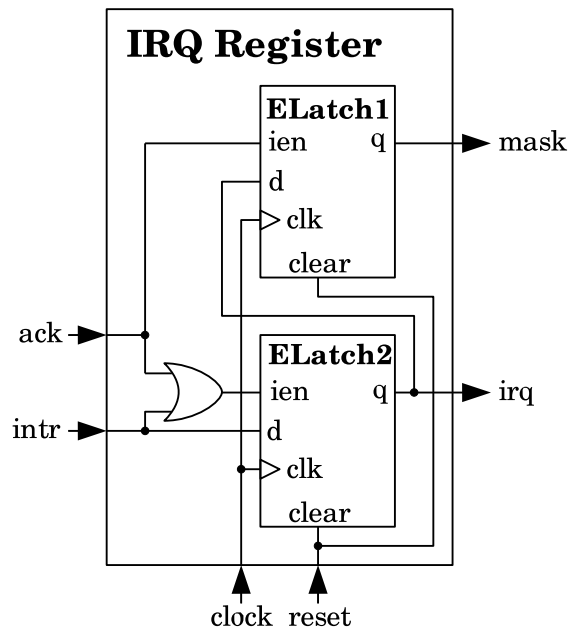 IRQ Register
ELatch1
ien
q
mask
d
clk
clear
ack
ELatch2
ien
q
irq
intr
d
clk
clear
clock
reset